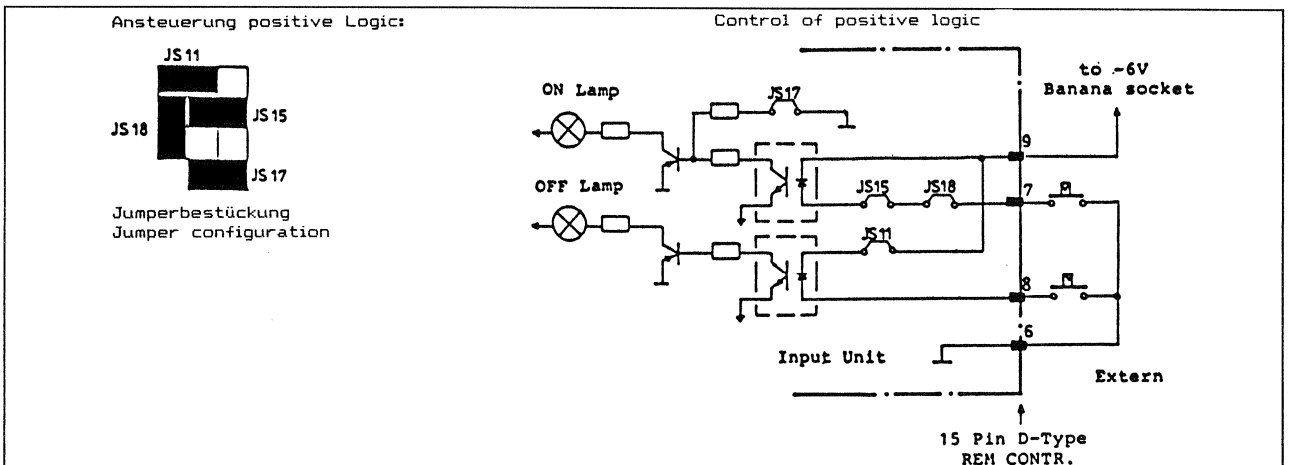 Ansteuerung positive Logic:
JS11
JS18
JS15
JS17
Jumperbestückung
Jumper configuration
Control of positive logic
to -6V
Banana socket
ON Lamp
JS17
9
OFF Lamp
JS15
JS18
7
JS11
8
6
Input Unit
Extern
15 Pin D-Type
REM CONTR.